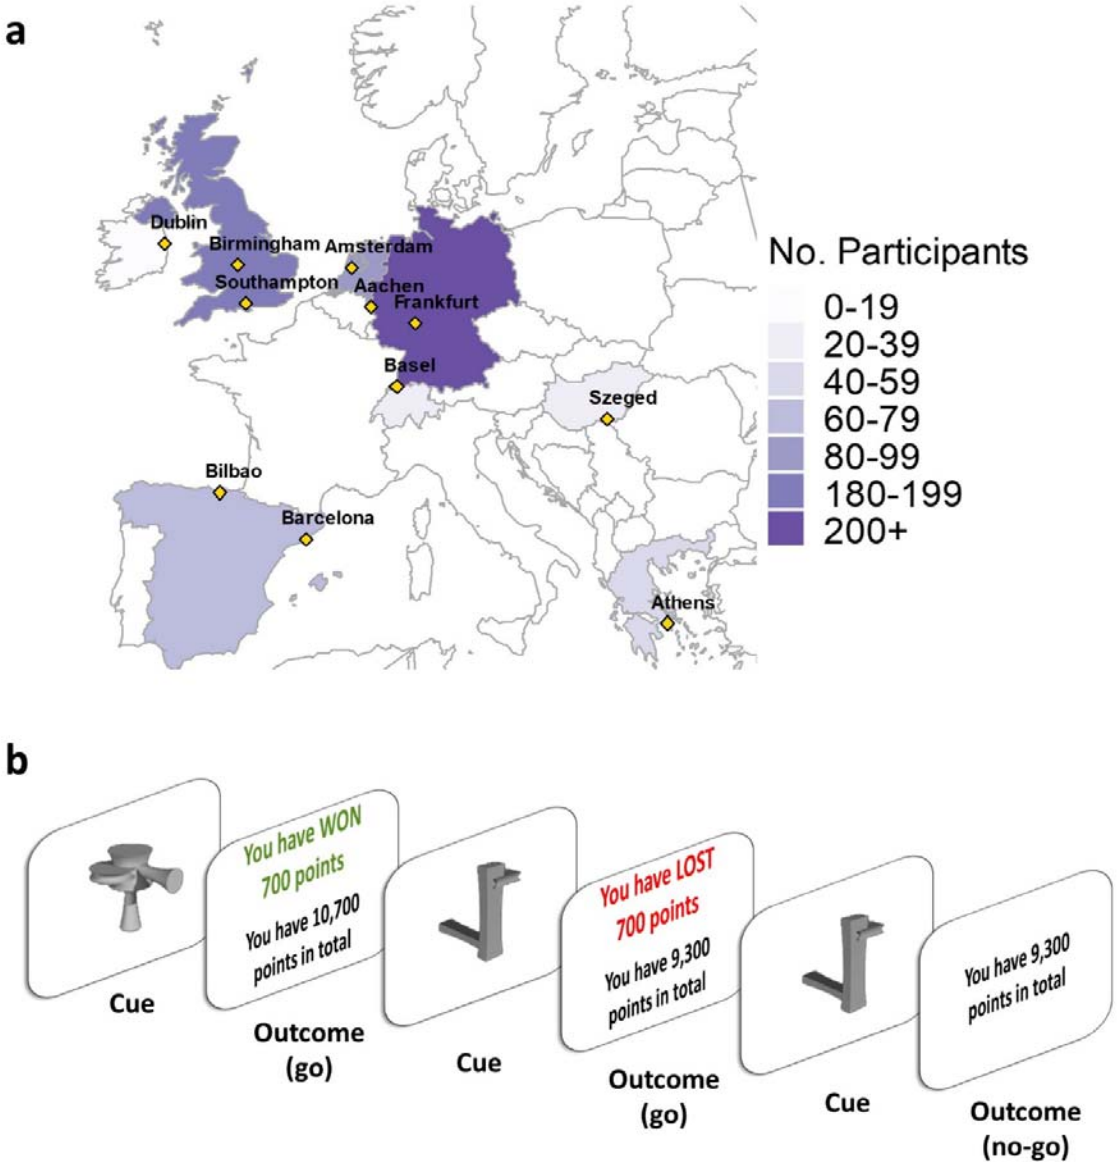 a
Dublin
Birmingham
Amsterdam
Southampton
Aachen
Frankfurt
Basel
Szeged
Bilbao
Barcelona
Athens
No. Participants
0-19
20-39
40-59
60-79
80-99
180-199
200+
b
You have WON
700 points
You have 10,700
points in total
You have LOST
700 points
You have 9,300
points in total
You have 9,300
points in total
Cue
Outcome
(go)
Cue
Outcome
(go)
Cue
Outcome
(no-go)